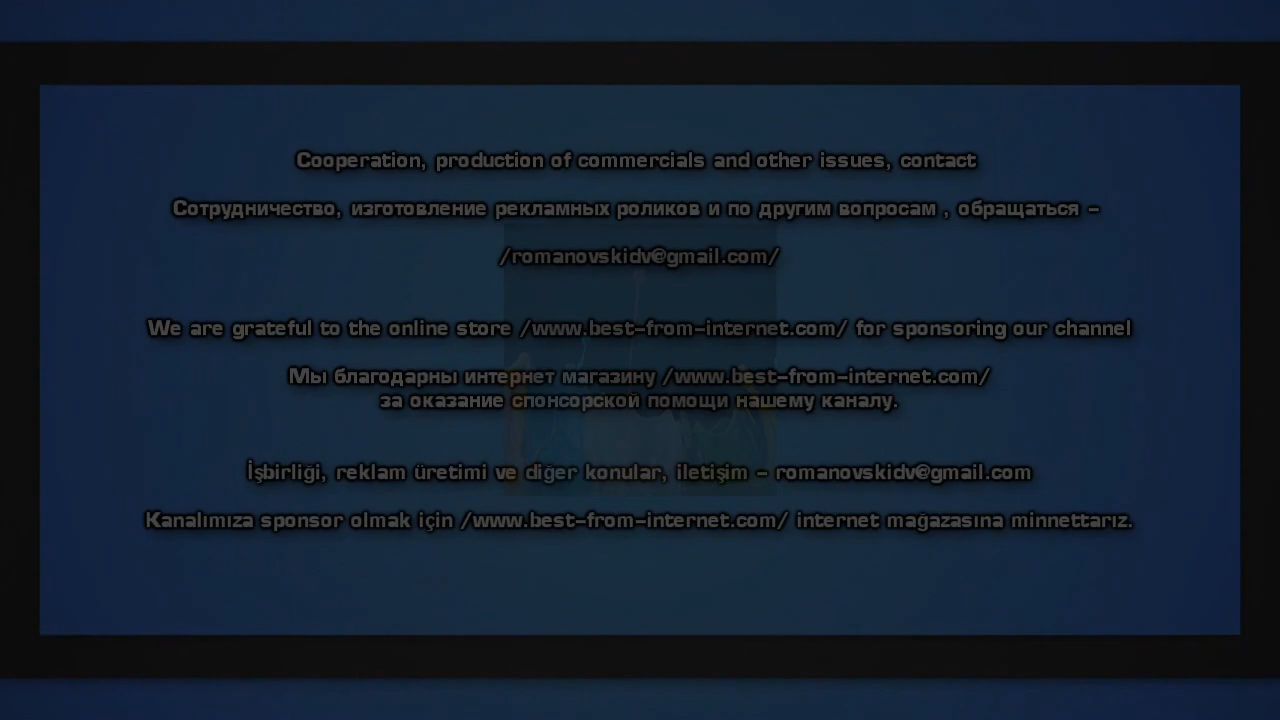 Cooperation, production of commercials and other issues, contact
Сотрудничество, изготовление рекламных роликов и по другим вопросам , обращаться -
/romanovskidv@gmail.com/
We are grateful to the online store /www.best-from-internet.com/ for sponsoring our channel
Мы благодарны интернет магазину /www.best-from-internet.com/
за оказание спонсорской помощи нашему каналу.
İşbirliği, reklam üretimi ve diğer konular, iletişim - romanovskidv@gmail.com
Kanalımıza sponsor olmak için /www.best-from-internet.com/ internet mağazasına minnettarız.